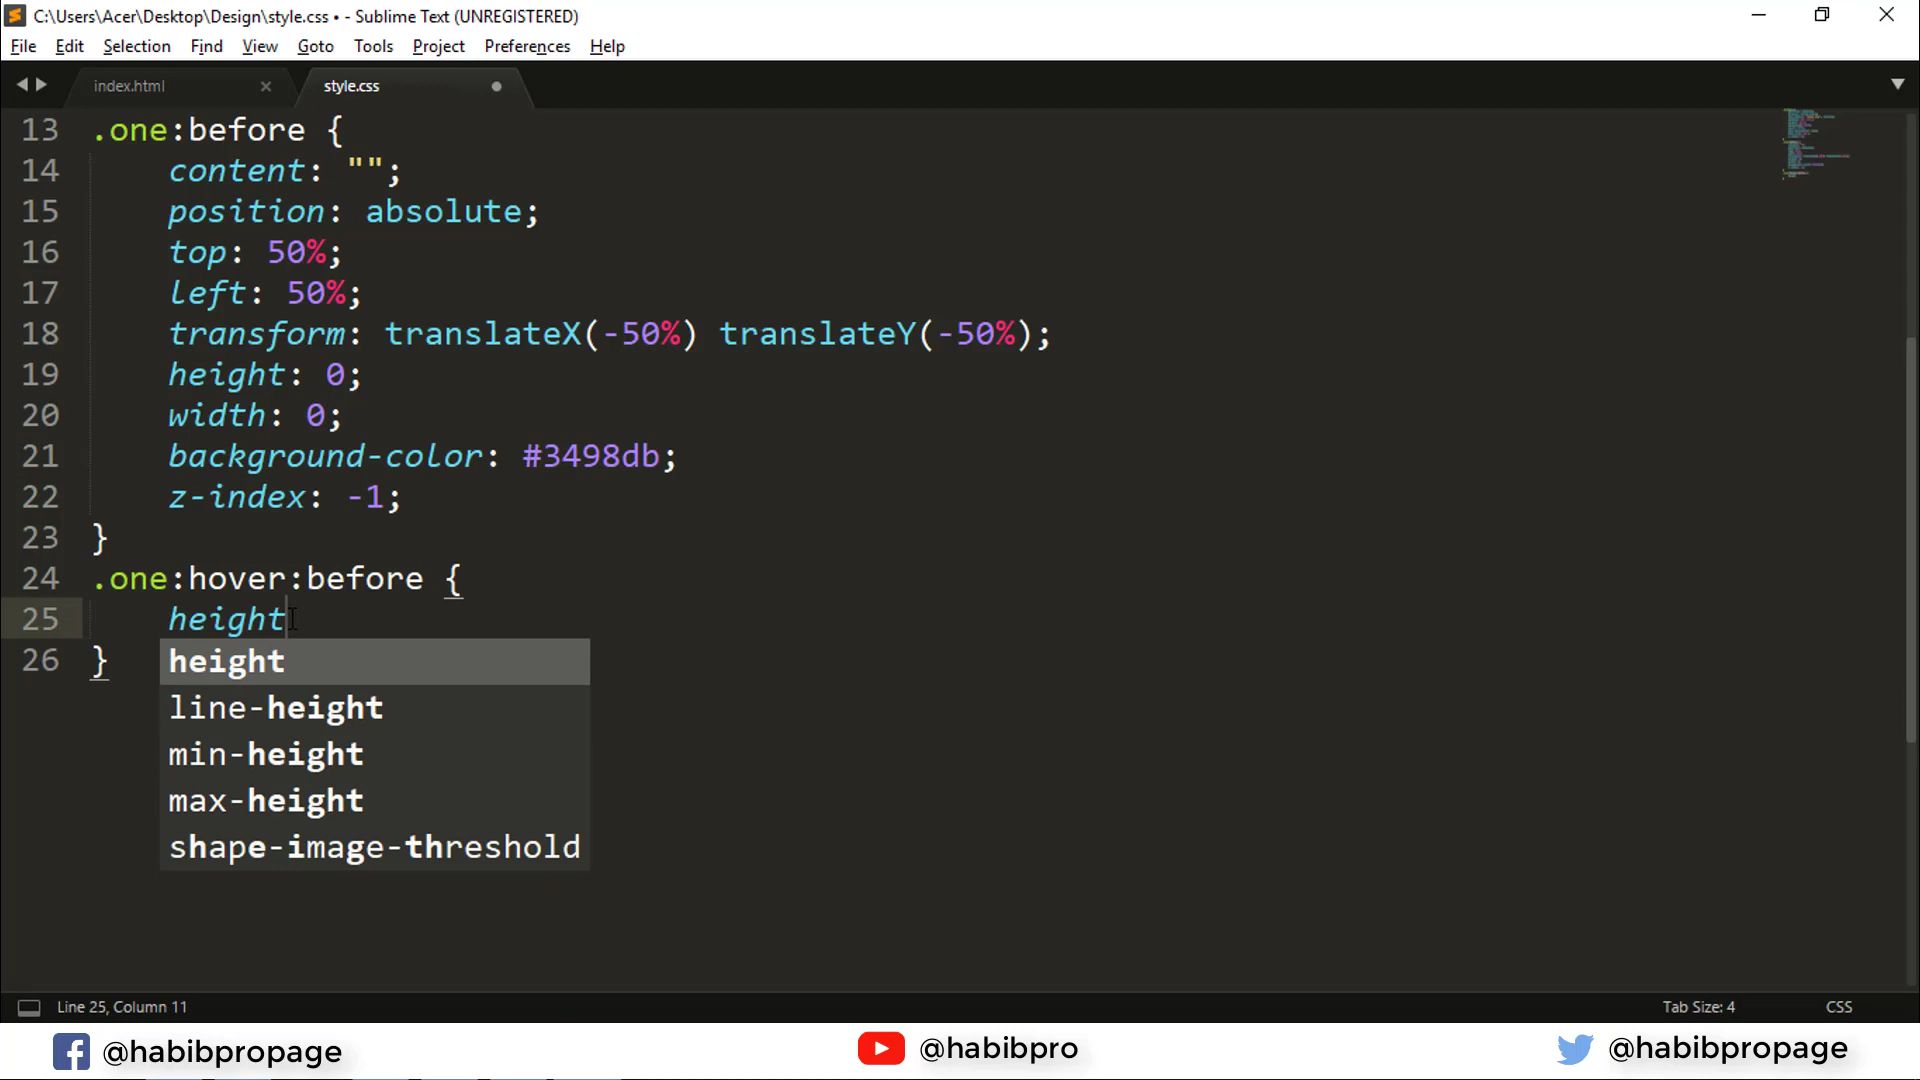 C:\Users\Acer\Desktop\Design\style.css • - Sublime Text (UNREGISTERED)
File Edit Selection Find View Goto Tools Project Preferences Help
index.html × style.css
13 .one:before {
14 content: "";
15 position: absolute;
16 top: 50%;
17 left: 50%;
18 transform: translateX(-50%) translateY(-50%);
19 height: 0;
20 width: 0;
21 background-color: #3498db;
22 z-index: -1;
23 }
24 .one:hover:before {
25 height
26 }
height
line-height
min-height
max-height
shape-image-threshold
Line 25, Column 11 Tab Size: 4 CSS
@habibpropage @habibpro @habibpropage